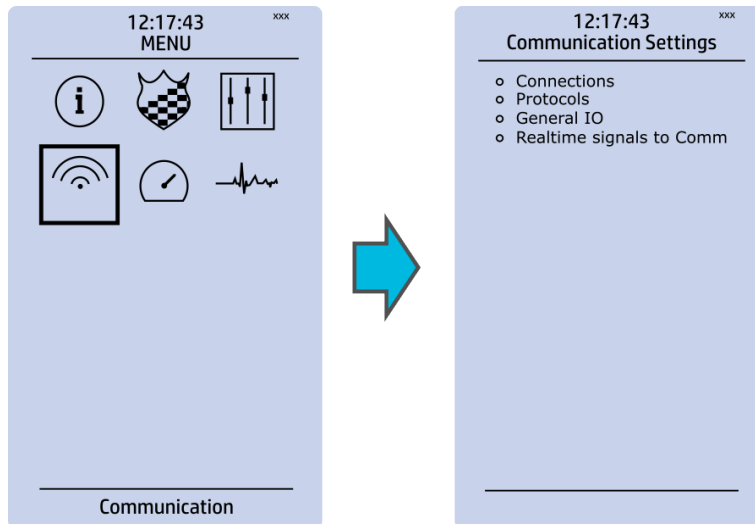 12:17:43
xxx
MENU
i
Communication
12:17:43
xxx
Communication Settings
Connections
Protocols
General IO
Realtime signals to Comm